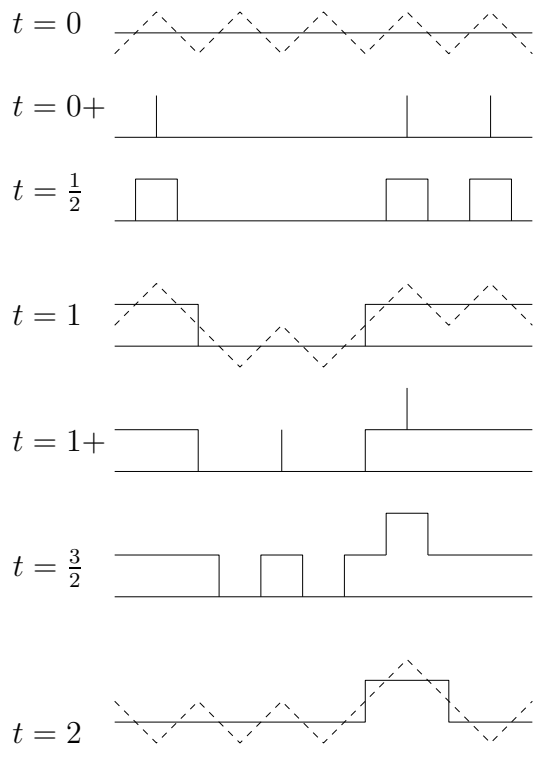 t = 0
t = 0+
t = 1/2
t = 1
t = 1+
t = 3/2
t = 2